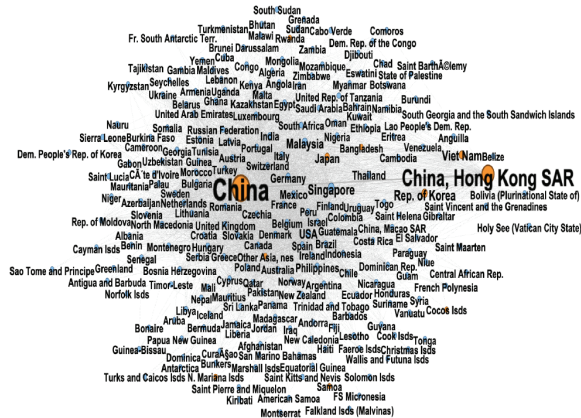 Grenada
Bhutan
Turkmenistan
Sudan Cabo Verde
Comoros
South Sudan
Fr. South Antarctic Terr.
Malawi Rwanda
Dem. Rep. of the Congo
Brunei Darussalam
Zambia
Djibouti
Yemen Cuba
Mongolia
Mozambique
Chad Saint BarthÃ©lemy
Tajikistan Gambia Maldives Congo Algeria Zimbabwe
Eswatini State of Palestine
Kyrgyzstan Seychelles Lebanon Kenya Angola Iran Myanmar Botswana
Ukraine Armenia Uganda Malta United Rep. of Tanzania Burundi
Belarus Ghana Kazakhstan Egypt Saudi Arabia Bahrain Namibia
South Georgia and the South Sandwich Islands
United Arab Emirates Luxembourg Oman Kuwait
Nauru Somalia Russian Federation South Africa Ethiopia Lao People's Dem. Rep.
Sierra Leone Burkina Faso Estonia Latvia India Nigeria Eritrea Anguilla
Cameroon Georgia Tunisia Portugal Malaysia Bangladesh Venezuela
Dem. People's Rep. of Korea Austria Italy Japan Cambodia Viet Nam Belize
Gabon Uzbekistan Guinea Switzerland
Saint Lucia CÃ´te d'Ivoire Morocco Turkey Germany Thailand China, Hong Kong SAR
Mauritania Palau Bulgaria China Mexico Singapore
Niger Sweden Rep. of Korea Bolivia (Plurinational State of)
Azerbaijan Netherlands Romania France Finland Uruguay Togo Saint Vincent and the Grenadines
Slovenia Lithuania Czechia Peru Colombia Saint Helena Gibraltar
Rep. of Moldova North Macedonia United Kingdom Belgium Israel
Holy See (Vatican City State)
Albania Croatia Slovakia Denmark USA Guatemala China, Macao SAR
Cayman Isds Benin Montenegro Hungary Canada Spain Brazil Costa Rica El Salvador Saint Maarten
Senegal Serbia Greece Other Asia, nes Ireland Indonesia Paraguay
Sao Tome and Principe Greenland Bosnia Herzegovina Poland Australia Philippines Chile Dominican Rep. Guam Niue Central African Rep.
Antigua and Barbuda Timor-Leste Mali Cyprus Qatar Norway Argentina Nicaragua French Polynesia
Norfolk Isds Nepal Mauritius Pakistan New Zealand Ecuador Honduras Syria
Libya Iceland Sri Lanka Panama Trinidad and Tobago Suriname Vanuatu Cocos Isds
Aruba Madagascar Barbados
Bonaire Bermuda Jamaica Jordan Iraq Andorra Fiji Guyana
Papua New Guinea Liberia New Caledonia Lesotho Cook Isds Tonga
Guinea-Bissau Afghanistan Haiti Faeroe Isds Christmas Isds
Dominica CuraÃ§ao San Marino Bahamas Wallis and Futuna Isds
Antarctica Bunkers Marshall Isds Equatorial Guinea
Turks and Caicos Isds N. Mariana Isds Saint Kitts and Nevis Solomon Isds
Saint Pierre and Miquelon Samoa
Kiribati American Samoa FS Micronesia
Montserrat Falkland Isds (Malvinas)